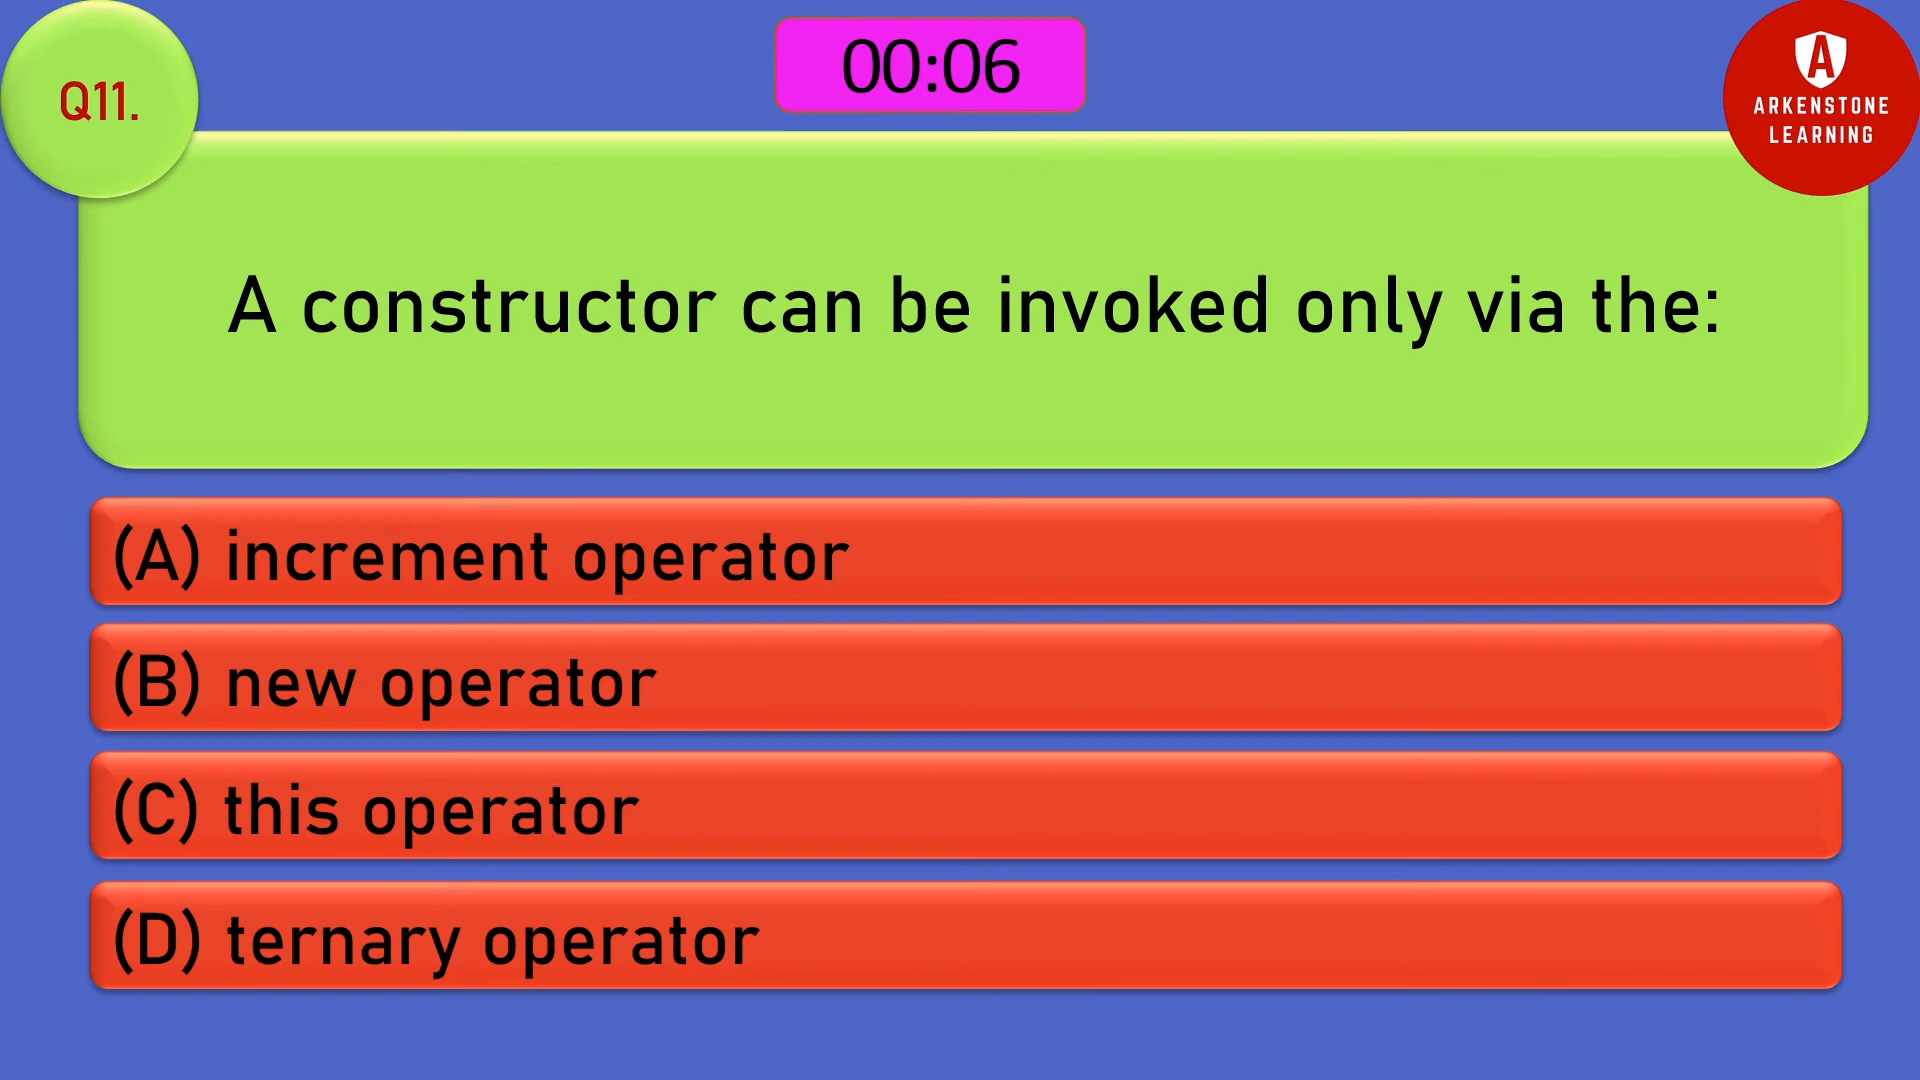 Q11.
00:06
A
ARKENSTONE
LEARNING
A constructor can be invoked only via the:
(A) increment operator
(B) new operator
(C) this operator
(D) ternary operator